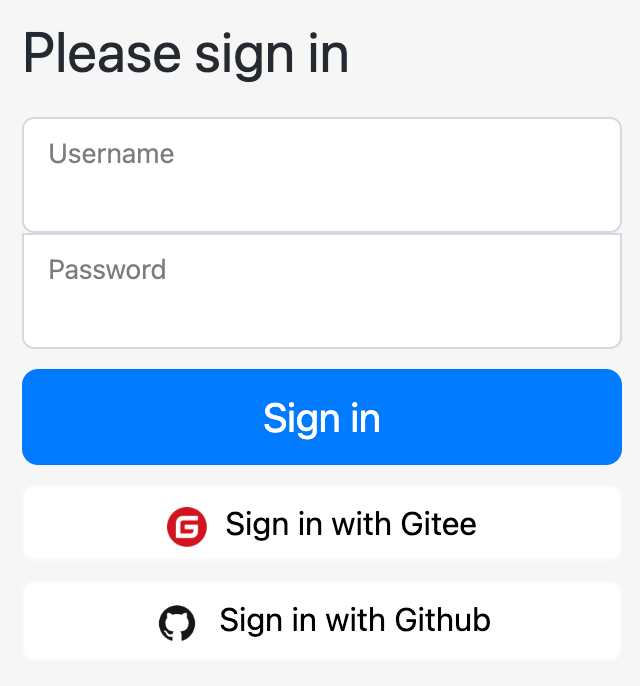 Please sign in
Username
Password
Sign in
Sign in with Gitee
Sign in with Github